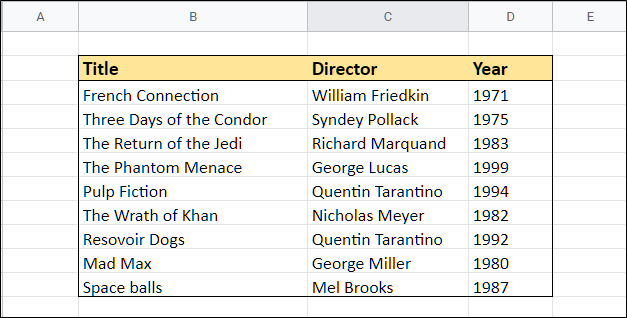 A B C D E
Title Director Year
French Connection William Friedkin 1971
Three Days of the Condor Syndey Pollack 1975
The Return of the Jedi Richard Marquand 1983
The Phantom Menace George Lucas 1999
Pulp Fiction Quentin Tarantino 1994
The Wrath of Khan Nicholas Meyer 1982
Resovoir Dogs Quentin Tarantino 1992
Mad Max George Miller 1980
Space balls Mel Brooks 1987